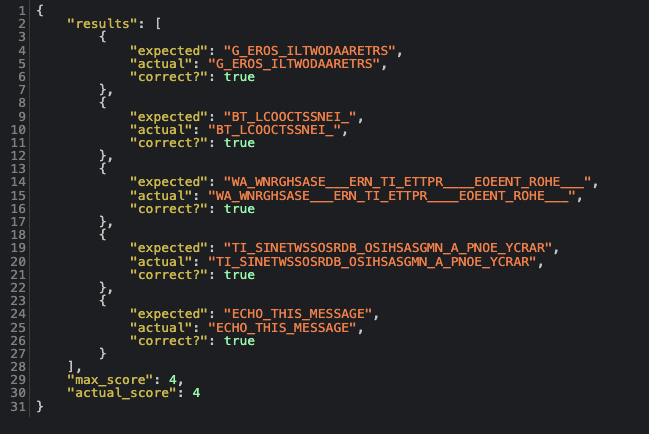 1 {
2 "results": [
3 {
4 "expected": "G_EROS_ILTWODAARETRS",
5 "actual": "G_EROS_ILTWODAARETRS",
6 "correct?": true
7 },
8 {
9 "expected": "BT_LCOOCTSSNEI_",
10 "actual": "BT_LCOOCTSSNEI_",
11 "correct?": true
12 },
13 {
14 "expected": "WA_WNRGHSASE___ERN_TI_ETTPR____EOEENT_ROHE___",
15 "actual": "WA_WNRGHSASE___ERN_TI_ETTPR____EOEENT_ROHE___",
16 "correct?": true
17 },
18 {
19 "expected": "TI_SINETWSSOSRDB_OSIHSASGMN_A_PNOE_YCRAR",
20 "actual": "TI_SINETWSSOSRDB_OSIHSASGMN_A_PNOE_YCRAR",
21 "correct?": true
22 },
23 {
24 "expected": "ECHO_THIS_MESSAGE",
25 "actual": "ECHO_THIS_MESSAGE",
26 "correct?": true
27 }
28 ],
29 "max_score": 4,
30 "actual_score": 4
31 }